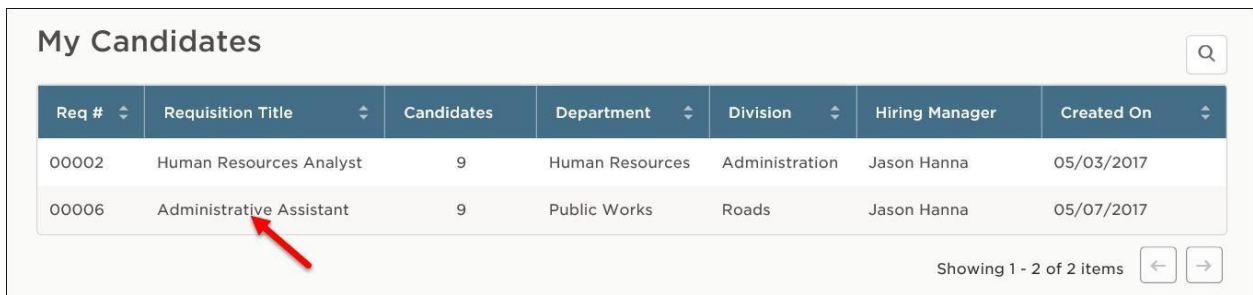 My Candidates
Req # Requisition Title Candidates Department Division Hiring Manager Created On
00002 Human Resources Analyst 9 Human Resources Administration Jason Hanna 05/03/2017
00006 Administrative Assistant 9 Public Works Roads Jason Hanna 05/07/2017
Showing 1 - 2 of 2 items